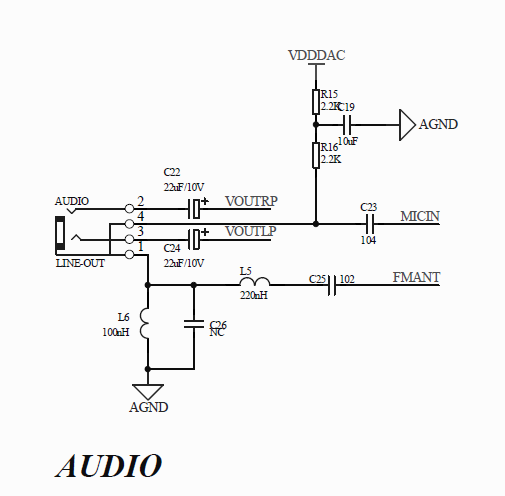 VDDDAC
R15
2.2K
C19
10uF
AGND
R16
2.2K
C22
22uF/10V
AUDIO
2
VOUTRP
4
C23
MICIN
104
3
VOUTLP
1
C24
22uF/10V
LINE-OUT
L5
220nH
C25
102
FMANT
L6
100nH
C26
NC
AGND
AUDIO